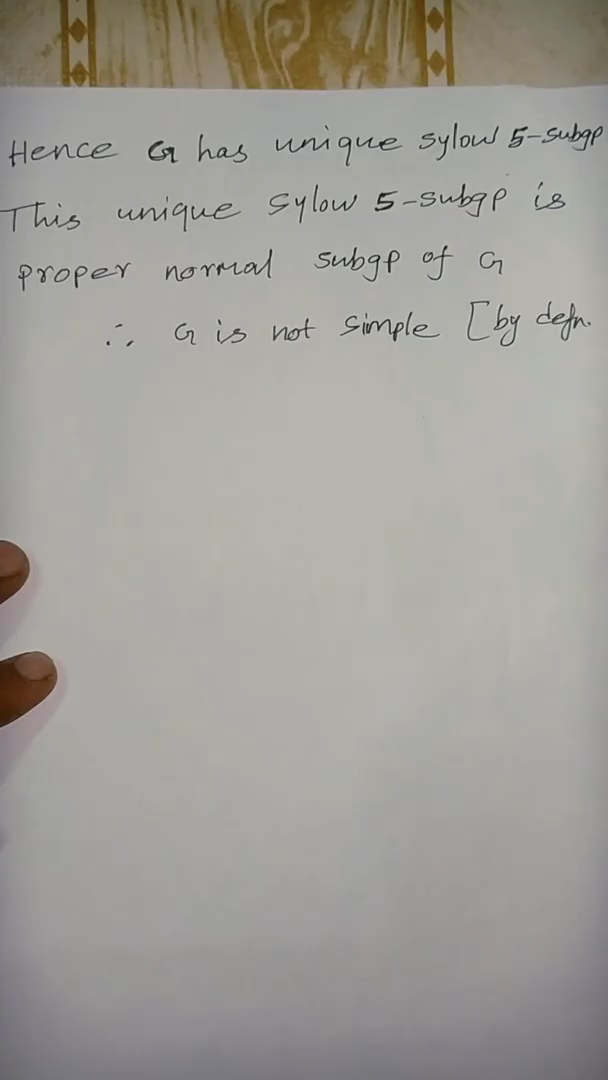 Hence G has unique sylow 5-subgp
This unique sylow 5-subgp is
proper normal subgp of G
∴ G is not simple [by defn.